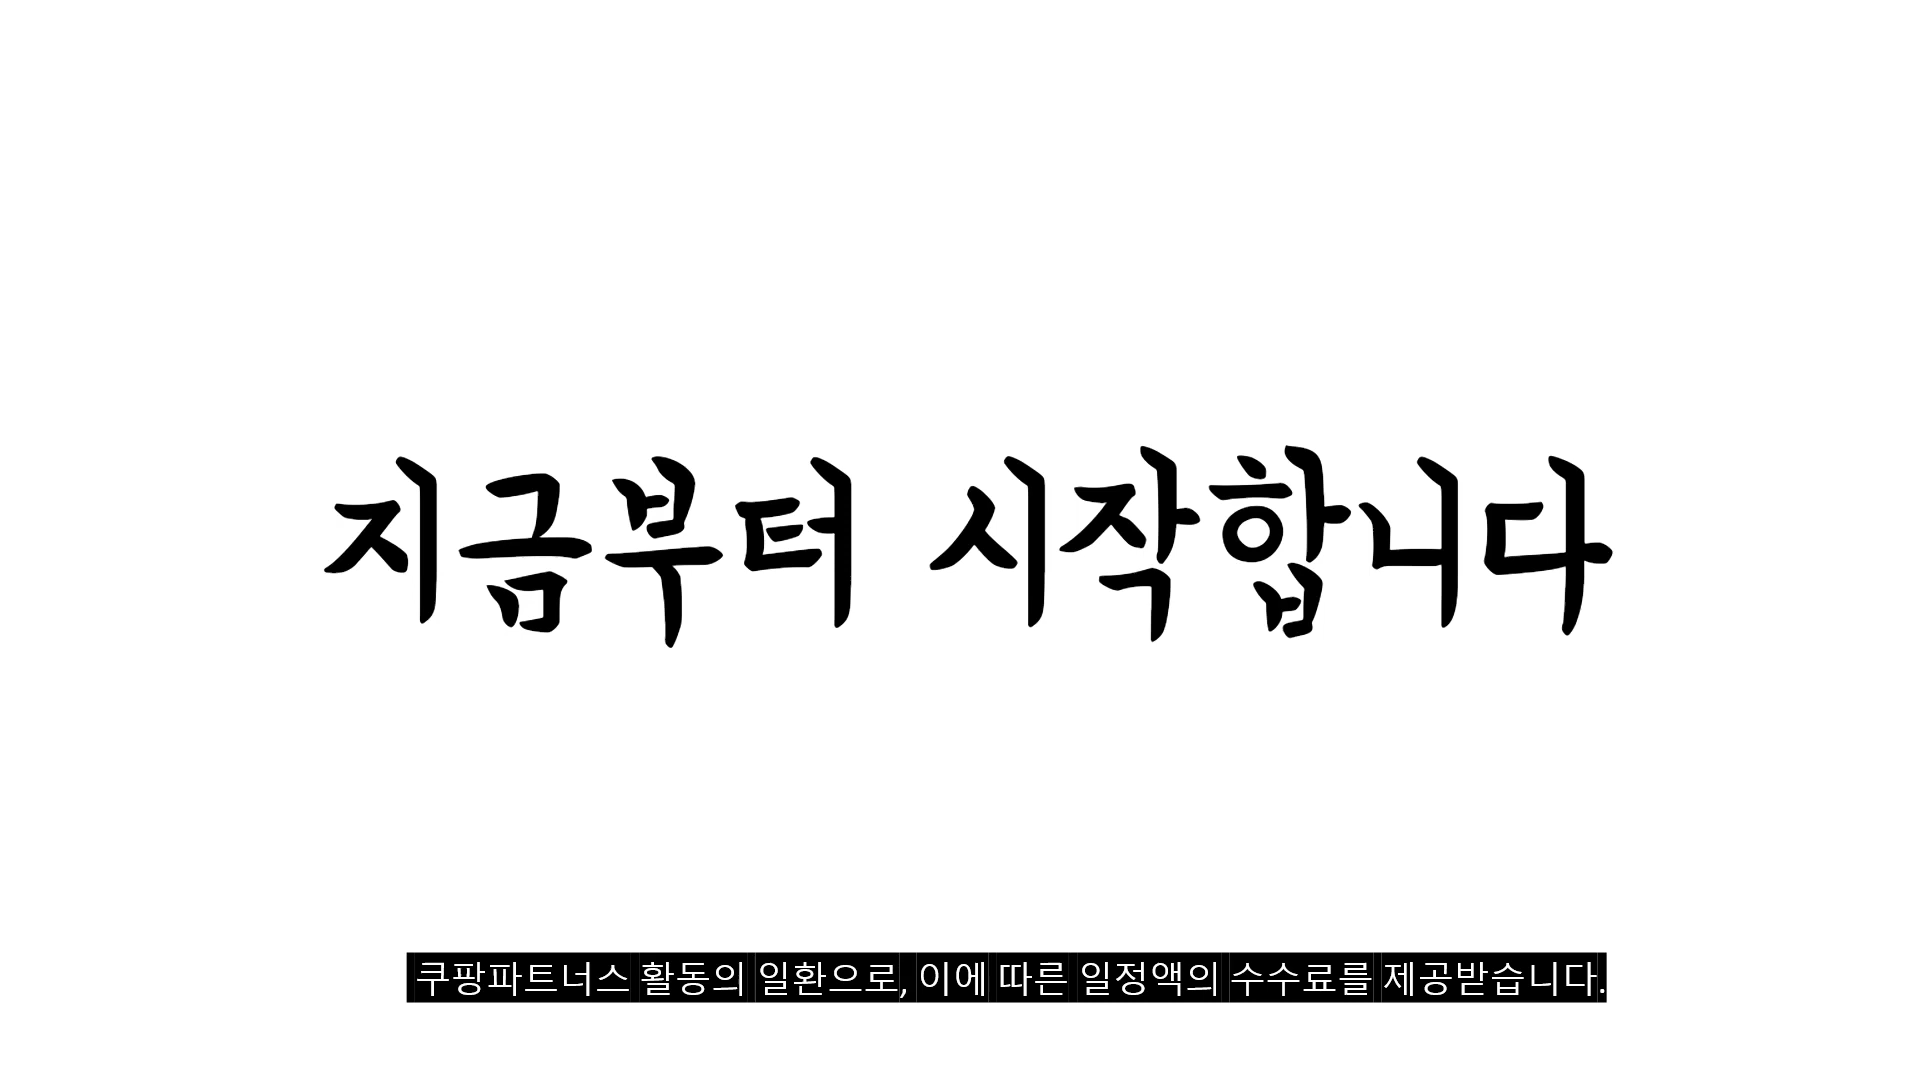 지금부터 시작합니다
쿠팡파트너스 활동의 일환으로, 이에 따른 일정액의 수수료를 제공받습니다.